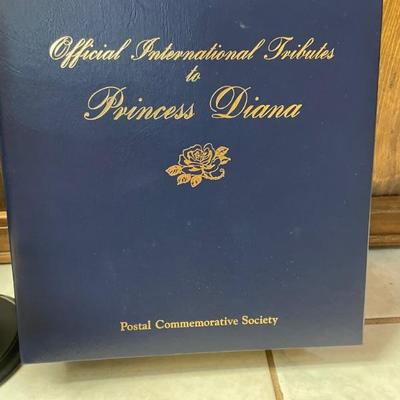 Official International Tributes
to
Princess Diana
Postal Commemorative Society